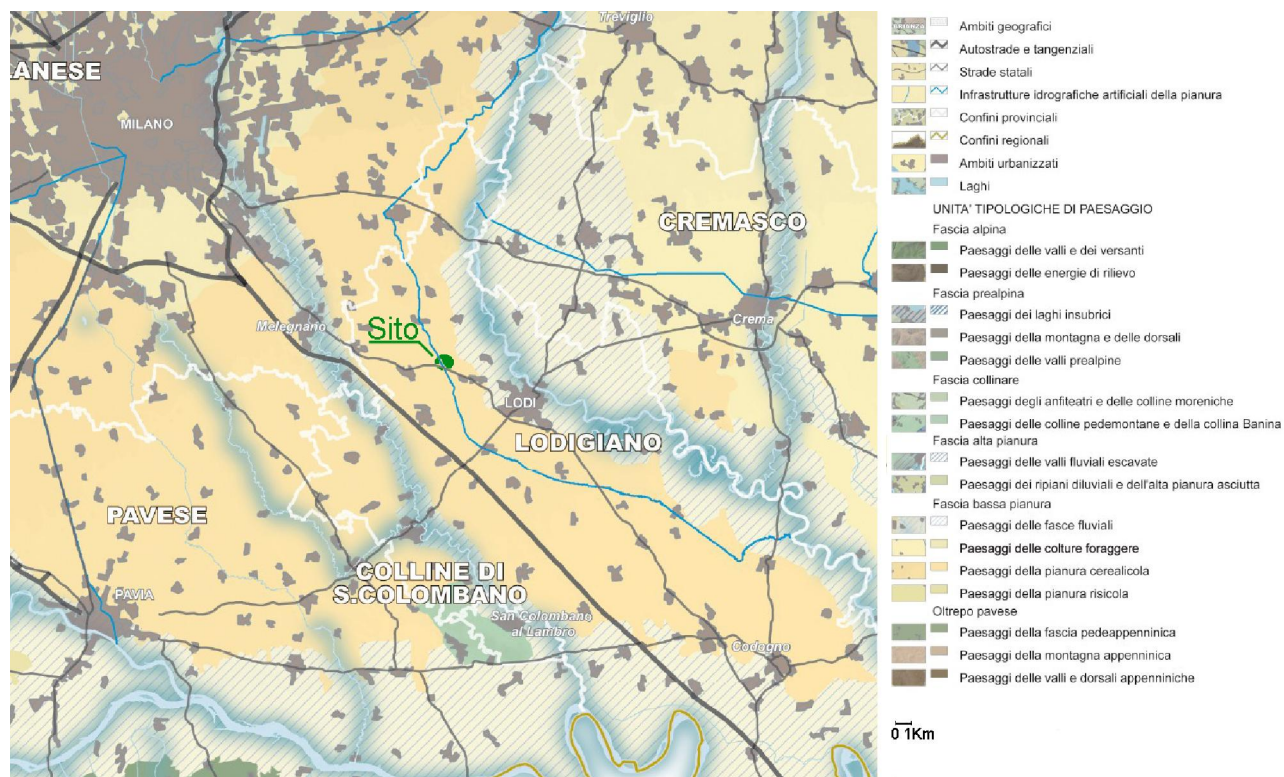 Treviglio
LANESE
MILANO
CREMASCO
Melegnano
Crema
Sito
LODI
LODIGIANO
PAVESE
COLLINE DI
S.COLOMBANO
PAVIA
San Colombano
al Lambro
Codogno
BRIANZA
Ambiti geografici
Autostrade e tangenziali
Strade statali
Infrastrutture idrografiche artificiali della pianura
Confini provinciali
Confini regionali
Ambiti urbanizzati
Laghi
UNITA' TIPOLOGICHE DI PAESAGGIO
Fascia alpina
Paesaggi delle valli e dei versanti
Paesaggi delle energie di rilievo
Fascia prealpina
Paesaggi dei laghi insubrici
Paesaggi della montagna e delle dorsali
Paesaggi delle valli prealpine
Fascia collinare
Paesaggi degli anfiteatri e delle colline moreniche
Paesaggi delle colline pedemontane e della collina Banina
Fascia alta pianura
Paesaggi delle valli fluviali escavate
Paesaggi dei ripiani diluviali e dell'alta pianura asciutta
Fascia bassa pianura
Paesaggi delle fasce fluviali
Paesaggi delle colture foraggere
Paesaggi della pianura cerealicola
Paesaggi della pianura risicola
Oltrepo pavese
Paesaggi della fascia pedeappenninica
Paesaggi della montagna appenninica
Paesaggi delle valli e dorsali appenniniche
0 1Km